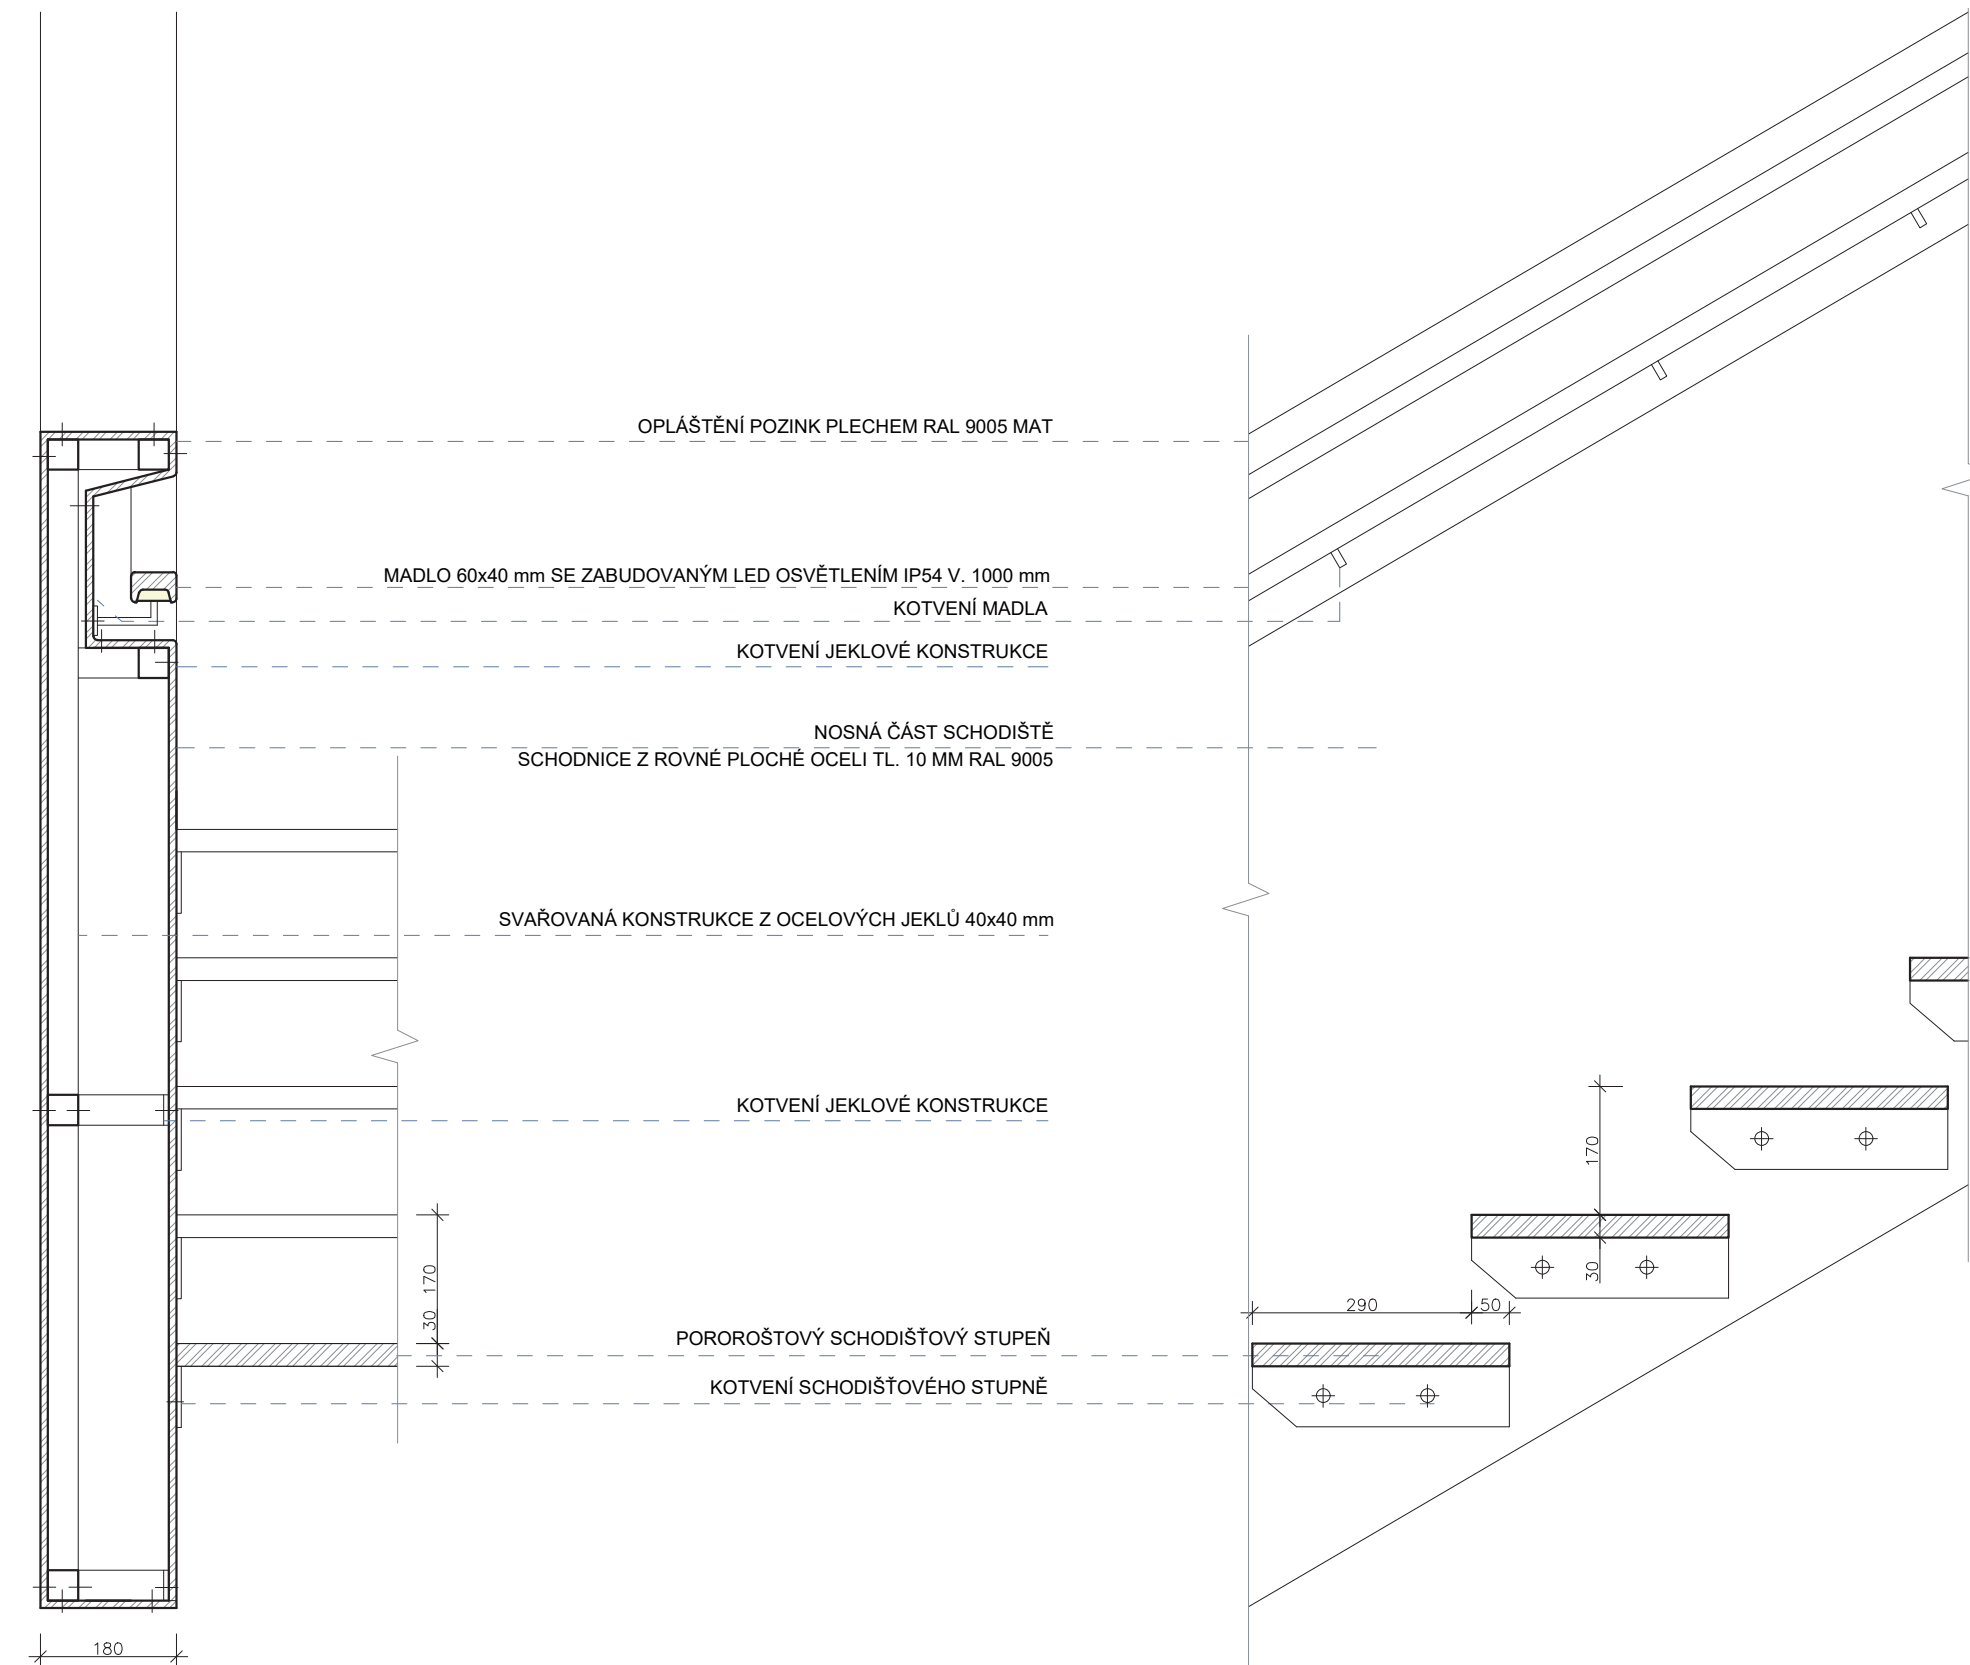 OPLÁŠTĚNÍ POZINK PLECHEM RAL 9005 MAT
MADLO 60x40 mm SE ZABUDOVANÝM LED OSVĚTLENÍM IP54 V. 1000 mm
KOTVENÍ MADLA
KOTVENÍ JEKLOVÉ KONSTRUKCE
NOSNÁ ČÁST SCHODIŠTĚ
SCHODNICE Z ROVNÉ PLOCHÉ OCELI TL. 10 MM RAL 9005
SVAŘOVANÁ KONSTRUKCE Z OCELOVÝCH JEKLŮ 40x40 mm
KOTVENÍ JEKLOVÉ KONSTRUKCE
170
170
30
30
290
50
POROROŠTOVÝ SCHODIŠŤOVÝ STUPEŇ
KOTVENÍ SCHODIŠŤOVÉHO STUPNĚ
180